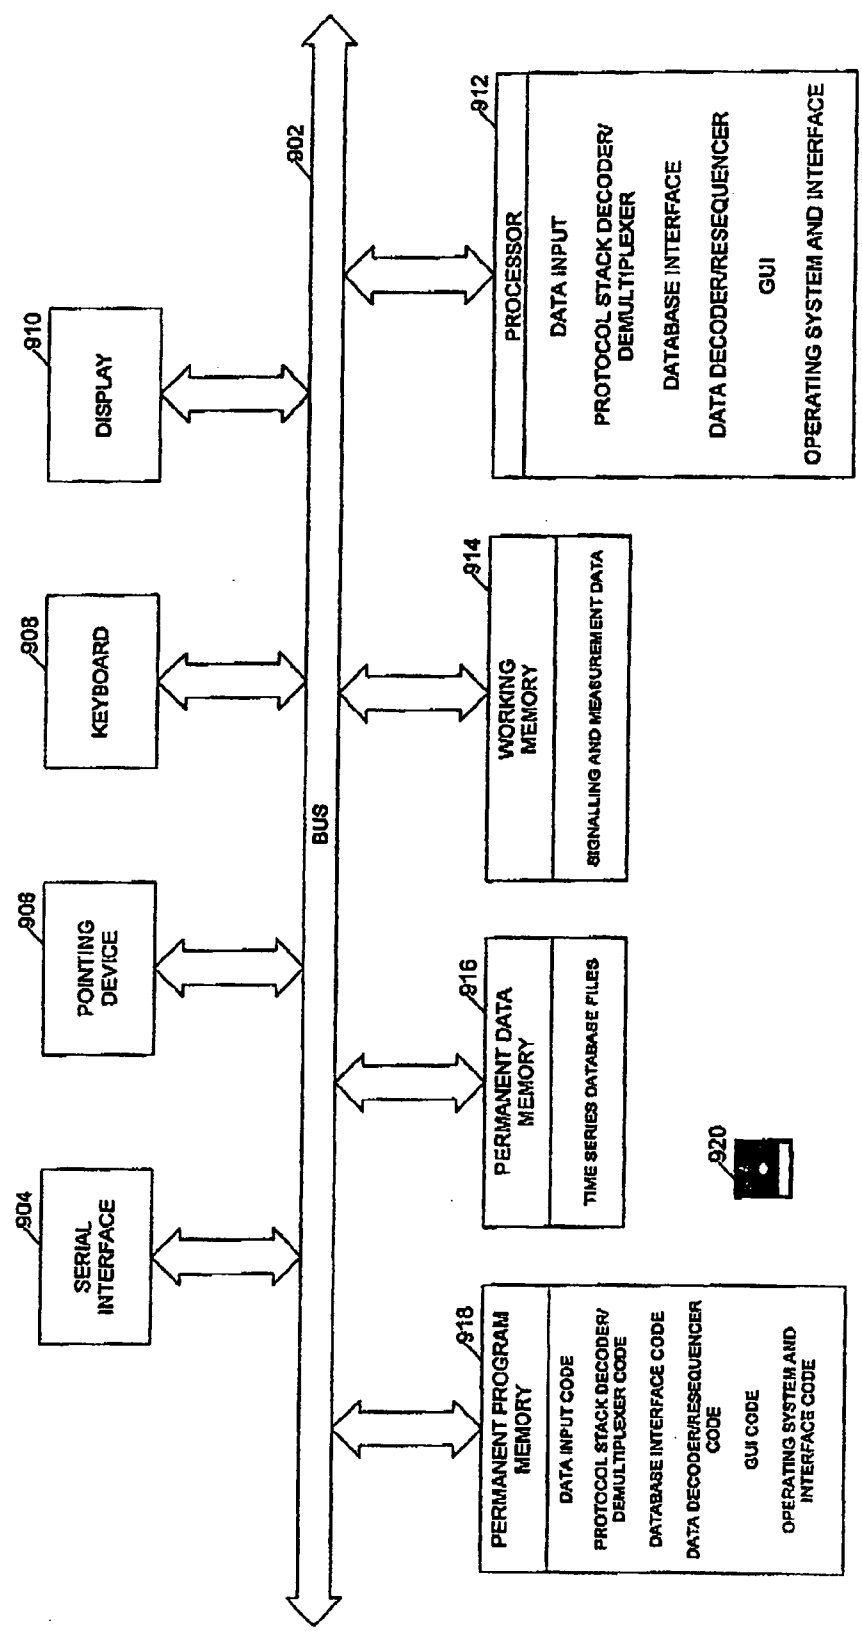 904
SERIAL
INTERFACE
906
POINTING
DEVICE
908
KEYBOARD
910
DISPLAY
902
BUS
918
PERMANENT PROGRAM
MEMORY
DATA INPUT CODE
PROTOCOL STACK DECODER/
DEMULTIPLEXER CODE
DATABASE INTERFACE CODE
DATA DECODER/RESEQUENCER
CODE
GUI CODE
OPERATING SYSTEM AND
INTERFACE CODE
916
PERMANENT DATA
MEMORY
TIME SERIES DATABASE FILES
920
914
WORKING
MEMORY
SIGNALLING AND MEASUREMENT DATA
912
PROCESSOR
DATA INPUT
PROTOCOL STACK DECODER/
DEMULTIPLEXER
DATABASE INTERFACE
DATA DECODER/RESEQUENCER
GUI
OPERATING SYSTEM AND INTERFACE